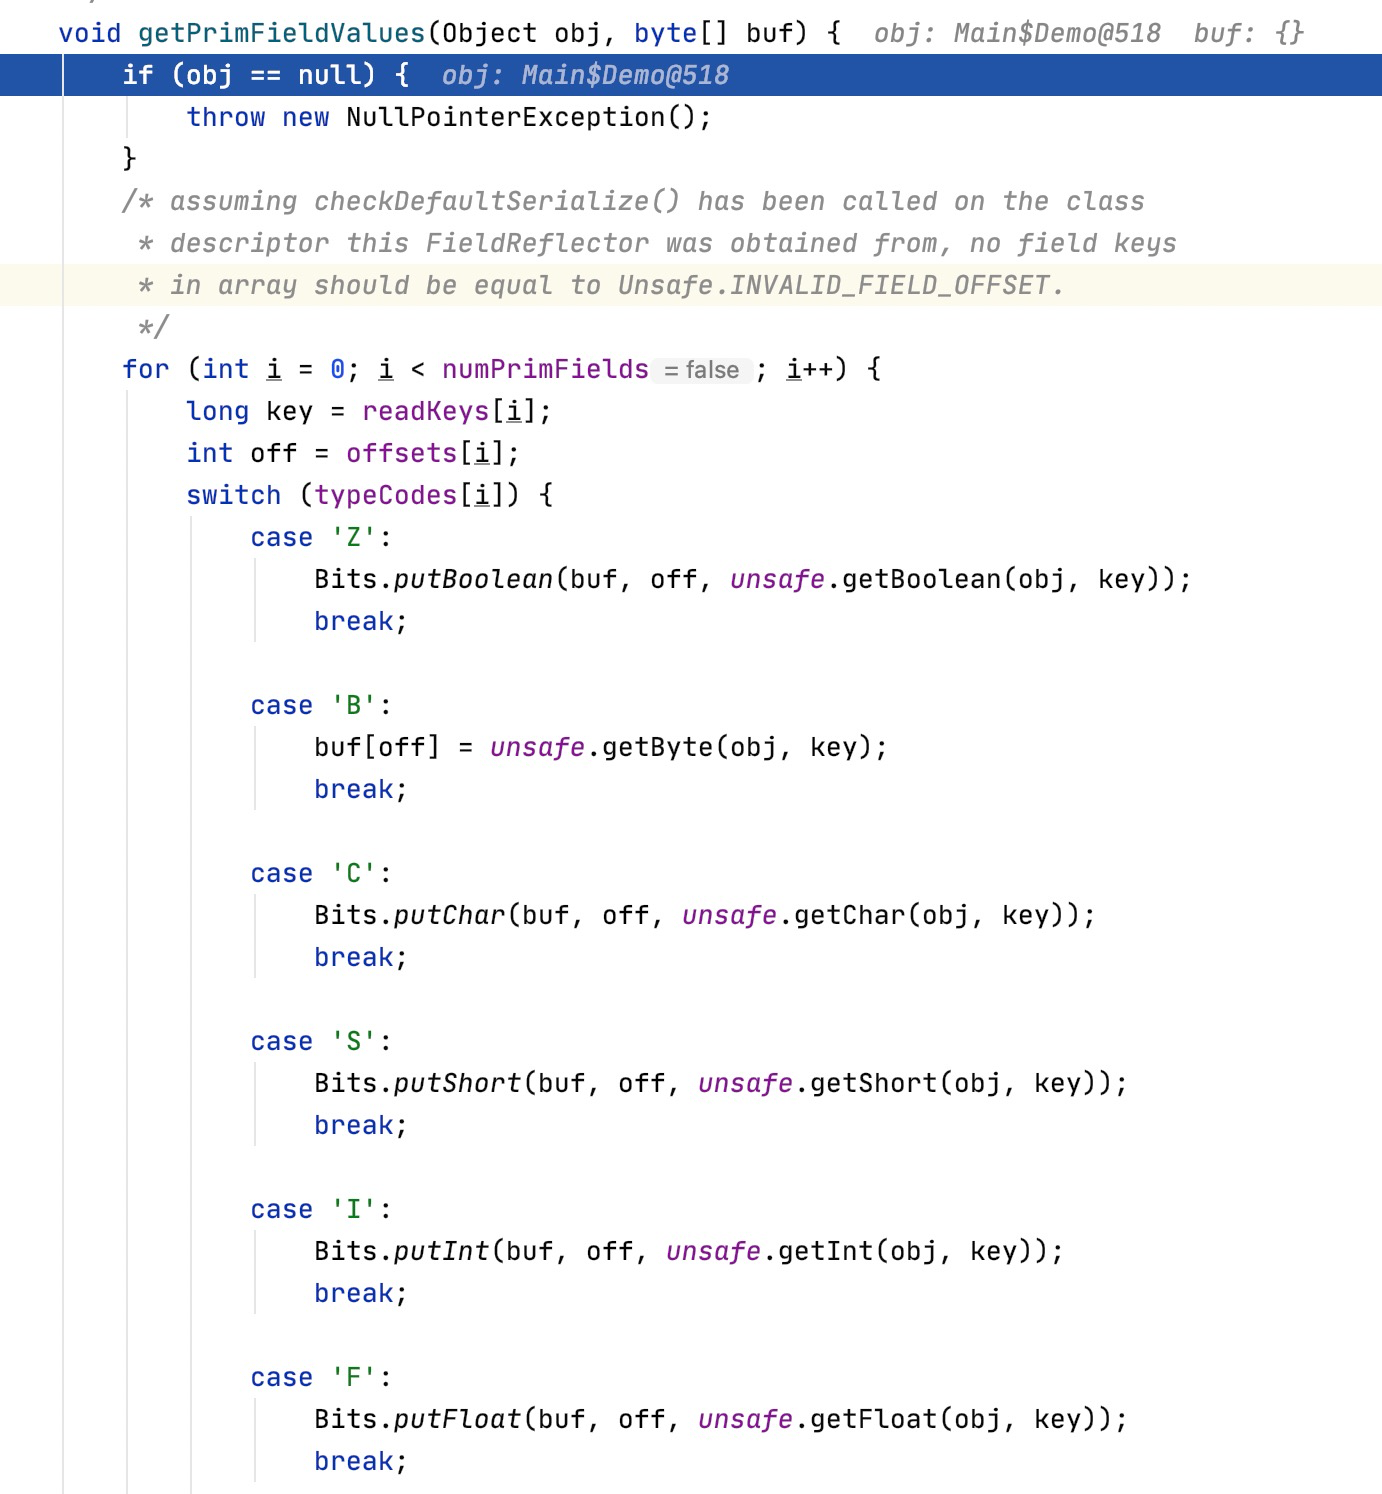 void getPrimFieldValues(Object obj, byte[] buf) {  obj: Main$Demo@518  buf: {}
if (obj == null) {  obj: Main$Demo@518
throw new NullPointerException();
}
/* assuming checkDefaultSerialize() has been called on the class
* descriptor this FieldReflector was obtained from, no field keys
* in array should be equal to Unsafe.INVALID_FIELD_OFFSET.
*/
for (int i = 0; i < numPrimFields = false ; i++) {
long key = readKeys[i];
int off = offsets[i];
switch (typeCodes[i]) {
case 'Z':
Bits.putBoolean(buf, off, unsafe.getBoolean(obj, key));
break;
case 'B':
buf[off] = unsafe.getByte(obj, key);
break;
case 'C':
Bits.putChar(buf, off, unsafe.getChar(obj, key));
break;
case 'S':
Bits.putShort(buf, off, unsafe.getShort(obj, key));
break;
case 'I':
Bits.putInt(buf, off, unsafe.getInt(obj, key));
break;
case 'F':
Bits.putFloat(buf, off, unsafe.getFloat(obj, key));
break;